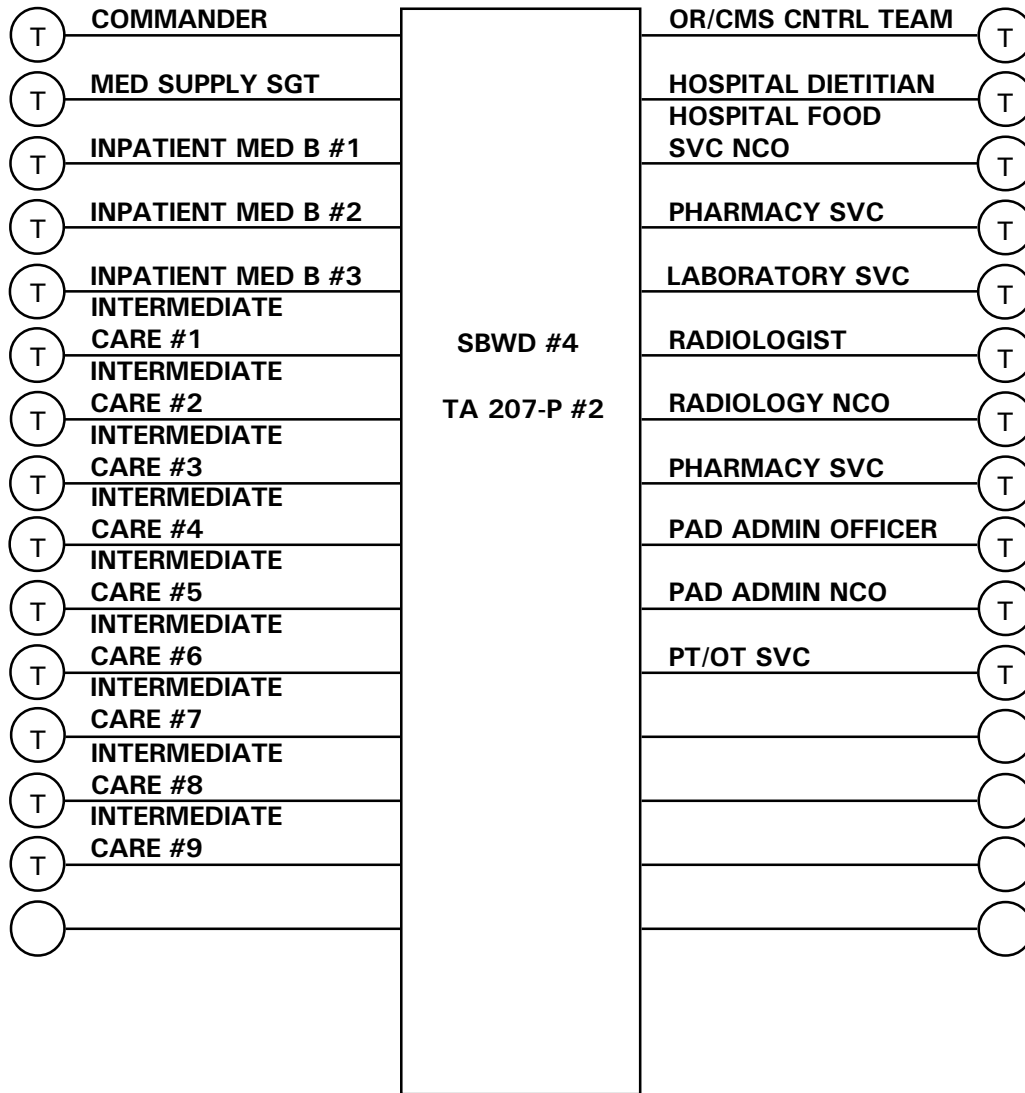 T
COMMANDER
T
MED SUPPLY SGT
T
INPATIENT MED B #1
T
INPATIENT MED B #2
T
INPATIENT MED B #3
T
INTERMEDIATE
CARE #1
T
INTERMEDIATE
CARE #2
T
INTERMEDIATE
CARE #3
T
INTERMEDIATE
CARE #4
T
INTERMEDIATE
CARE #5
T
INTERMEDIATE
CARE #6
T
INTERMEDIATE
CARE #7
T
INTERMEDIATE
CARE #8
T
INTERMEDIATE
CARE #9
T
SBWD #4
TA 207-P #2
OR/CMS CNTRL TEAM
T
HOSPITAL DIETITIAN
T
HOSPITAL FOOD
SVC NCO
T
PHARMACY SVC
T
LABORATORY SVC
T
RADIOLOGIST
T
RADIOLOGY NCO
T
PHARMACY SVC
T
PAD ADMIN OFFICER
T
PAD ADMIN NCO
T
PT/OT SVC
T